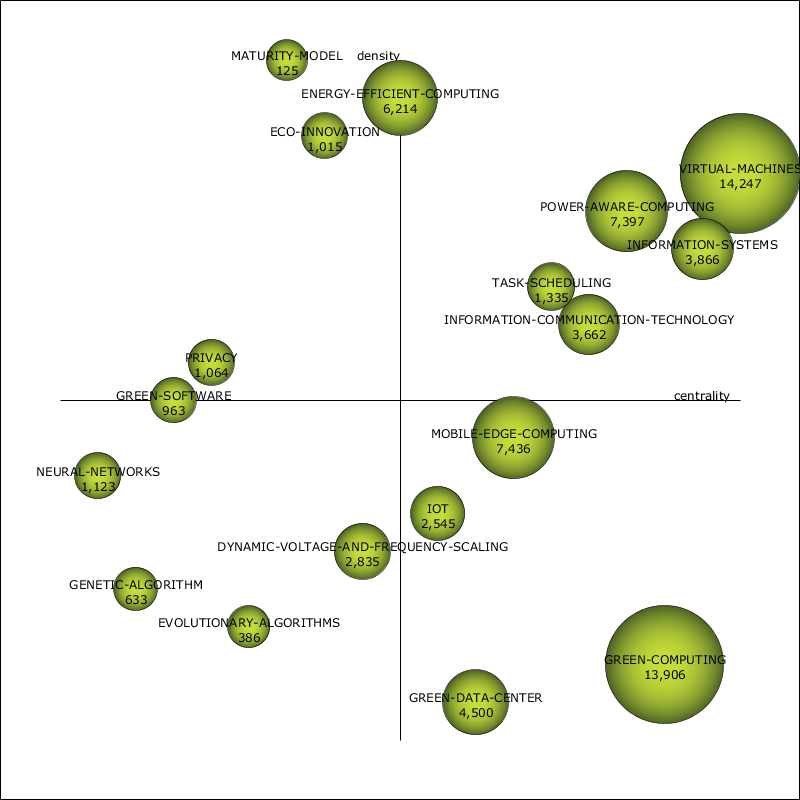 MATURITY-MODEL
125
density
ENERGY-EFFICIENT-COMPUTING
6,214
ECO-INNOVATION
1,015
VIRTUAL-MACHINES
14,247
POWER-AWARE-COMPUTING
7,397
INFORMATION-SYSTEMS
3,866
TASK-SCHEDULING
1,335
INFORMATION-COMMUNICATION-TECHNOLOGY
3,662
PRIVACY
1,064
GREEN-SOFTWARE
963
centrality
MOBILE-EDGE-COMPUTING
7,436
NEURAL-NETWORKS
1,123
IOT
2,545
DYNAMIC-VOLTAGE-AND-FREQUENCY-SCALING
2,835
GENETIC-ALGORITHM
633
EVOLUTIONARY-ALGORITHMS
386
GREEN-COMPUTING
13,906
GREEN-DATA-CENTER
4,500